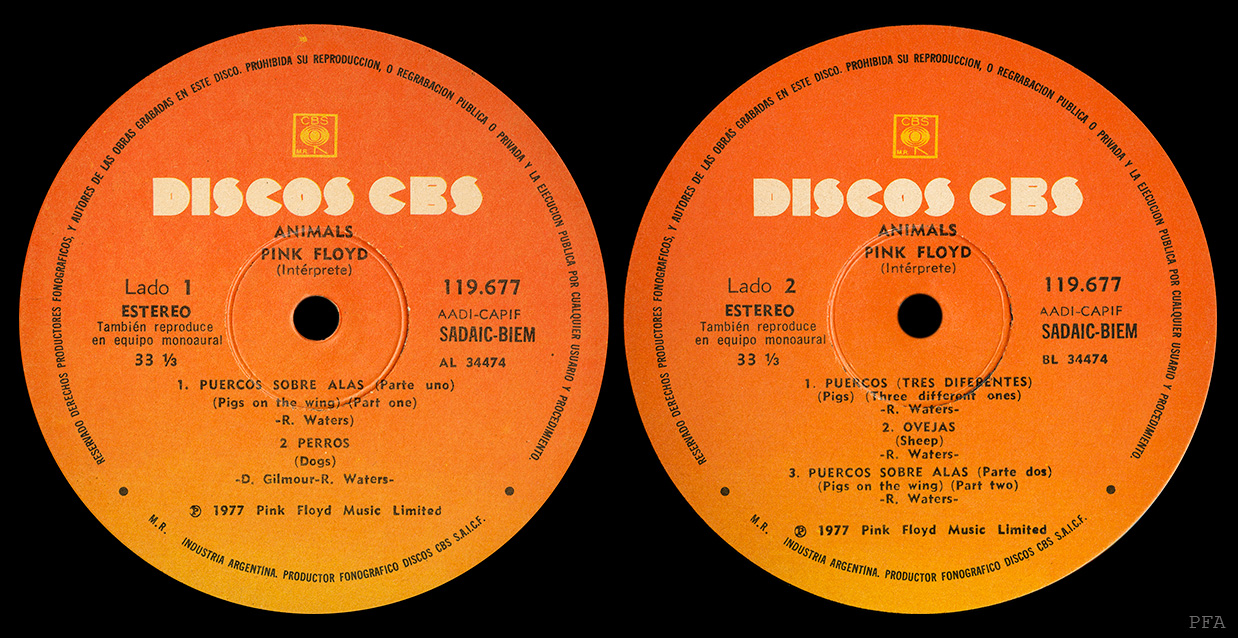 RESERVADO DERECHOS PRODUCTORES FONOGRAFICOS, Y AUTORES DE LAS OBRAS GRABADAS EN ESTE DISCO. PROHIBIDA SU REPRODUCCION, O REGRABACION PUBLICA O PRIVADA Y LA EJECUCION PUBLICA POR CUALQUIER USUARIO Y PROCEDIMIENTO.
CBS
M.R.
DISCOS CBS
ANIMALS
PINK FLOYD
(Intérprete)
Lado 1
ESTEREO
También reproduce
en equipo monoaural
33 ⅓
119.677
AADI-CAPIF
SADAIC-BIEM
AL 34474
1. PUERCOS SOBRE ALAS (Parte uno)
(Pigs on the wing) (Part one)
-R. Waters)
2 PERROS
(Dogs)
-D. Gilmour-R. Waters-
℗ 1977 Pink Floyd Music Limited
M.R. INDUSTRIA ARGENTINA. PRODUCTOR FONOGRAFICO DISCOS CBS S.A.I.C.F.
RESERVADO DERECHOS PRODUCTORES FONOGRAFICOS, Y AUTORES DE LAS OBRAS GRABADAS EN ESTE DISCO. PROHIBIDA SU REPRODUCCION, O REGRABACION PUBLICA O PRIVADA Y LA EJECUCION PUBLICA POR CUALQUIER USUARIO Y PROCEDIMIENTO.
CBS
M.R.
DISCOS CBS
ANIMALS
PINK FLOYD
(Intérprete)
Lado 2
ESTEREO
También reproduce
en equipo monoaural
33 ⅓
119.677
AADI-CAPIF
SADAIC-BIEM
BL 34474
1. PUERCOS (TRES DIFERENTES)
(Pigs) (Three different ones)
-R. Waters-
2. OVEJAS
(Sheep)
-R. Waters-
3. PUERCOS SOBRE ALAS (Parte dos)
(Pigs on the wing) (Part two)
-R. Waters-
℗ 1977 Pink Floyd Music Limited
M.R. INDUSTRIA ARGENTINA. PRODUCTOR FONOGRAFICO DISCOS CBS S.A.I.C.F.
PFA